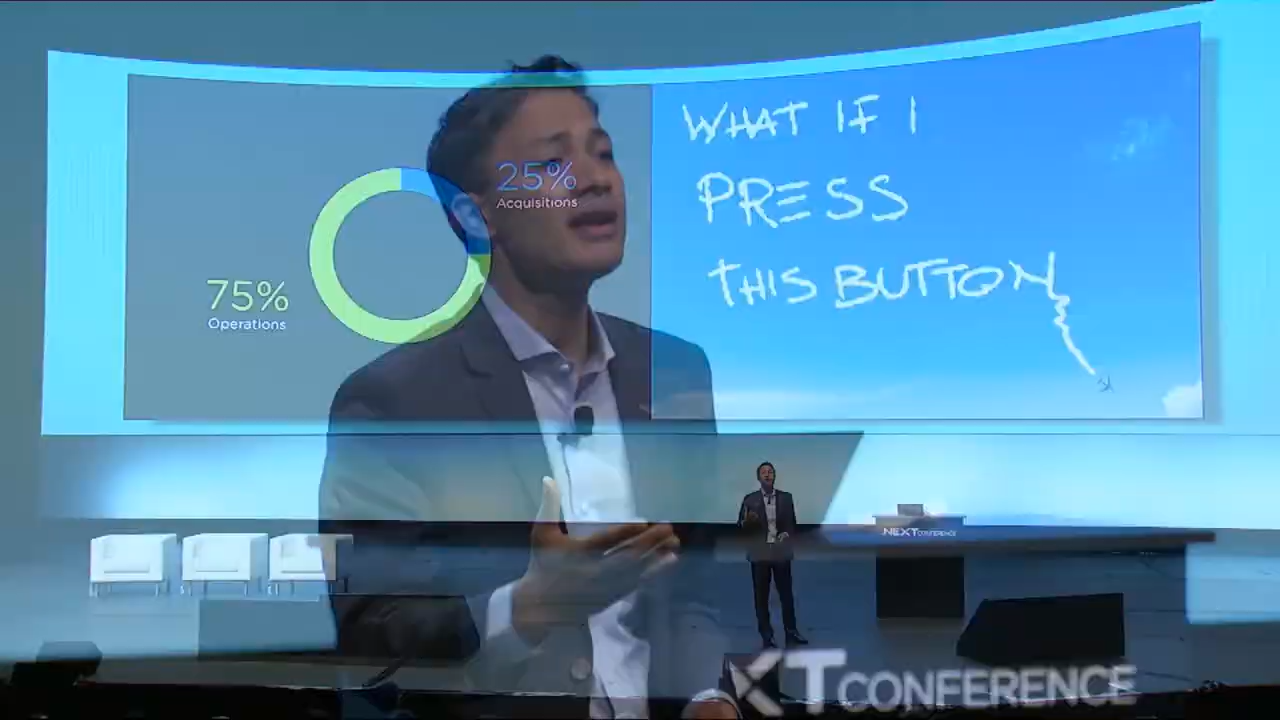 25%
Acquisitions
75%
Operations
WHAT IF I
PRESS
THIS BUTTON
NEXT CONFERENCE
XT CONFERENCE